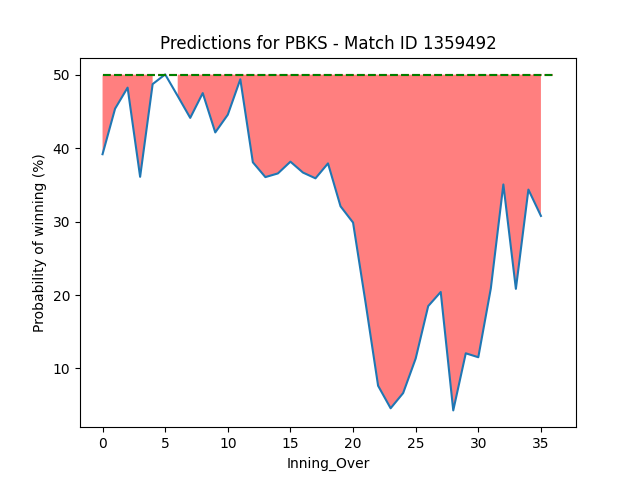 Predictions for PBKS - Match ID 1359492
Probability of winning (%)
50
40
30
20
10
0 5 10 15 20 25 30 35
Inning_Over